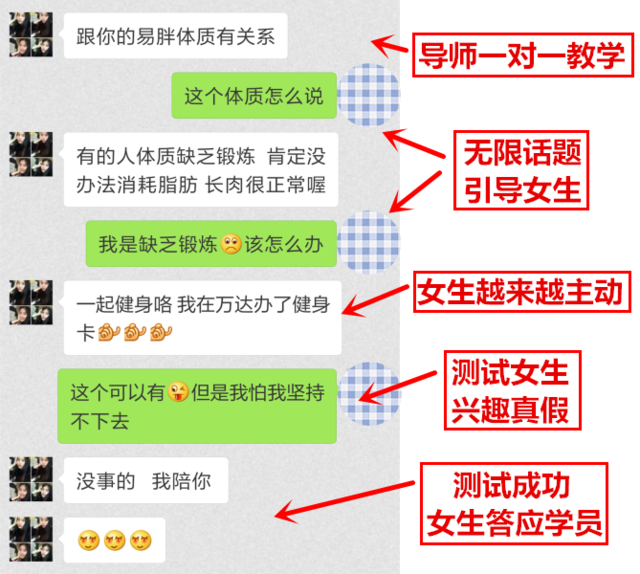 跟你的易胖体质有关系
导师一对一教学
这个体质怎么说
有的人体质缺乏锻炼 肯定没
办法消耗脂肪 长肉很正常喔
无限话题
引导女生
我是缺乏锻炼🙁该怎么办
一起健身咯 我在万达办了健身
卡
女生越来越主动
这个可以有😜但是我怕我坚持
不下去
测试女生
兴趣真假
没事的 我陪你
测试成功
女生答应学员